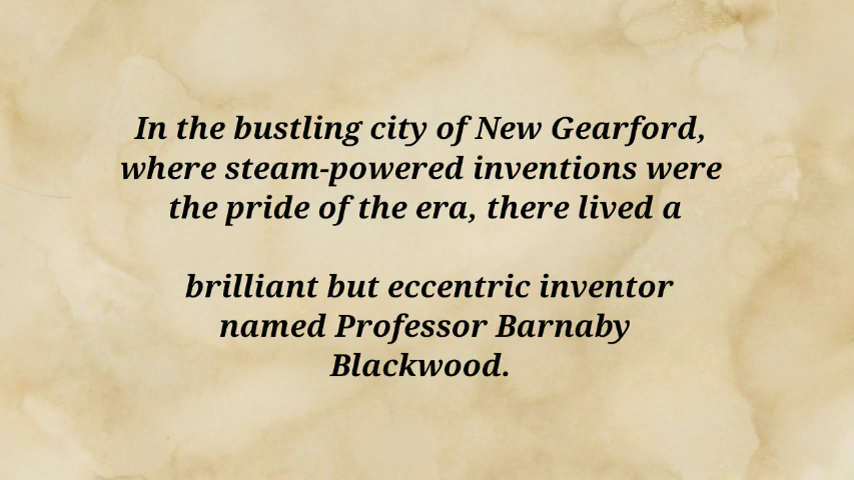 In the bustling city of New Gearford,
where steam-powered inventions were
the pride of the era, there lived a
brilliant but eccentric inventor
named Professor Barnaby
Blackwood.